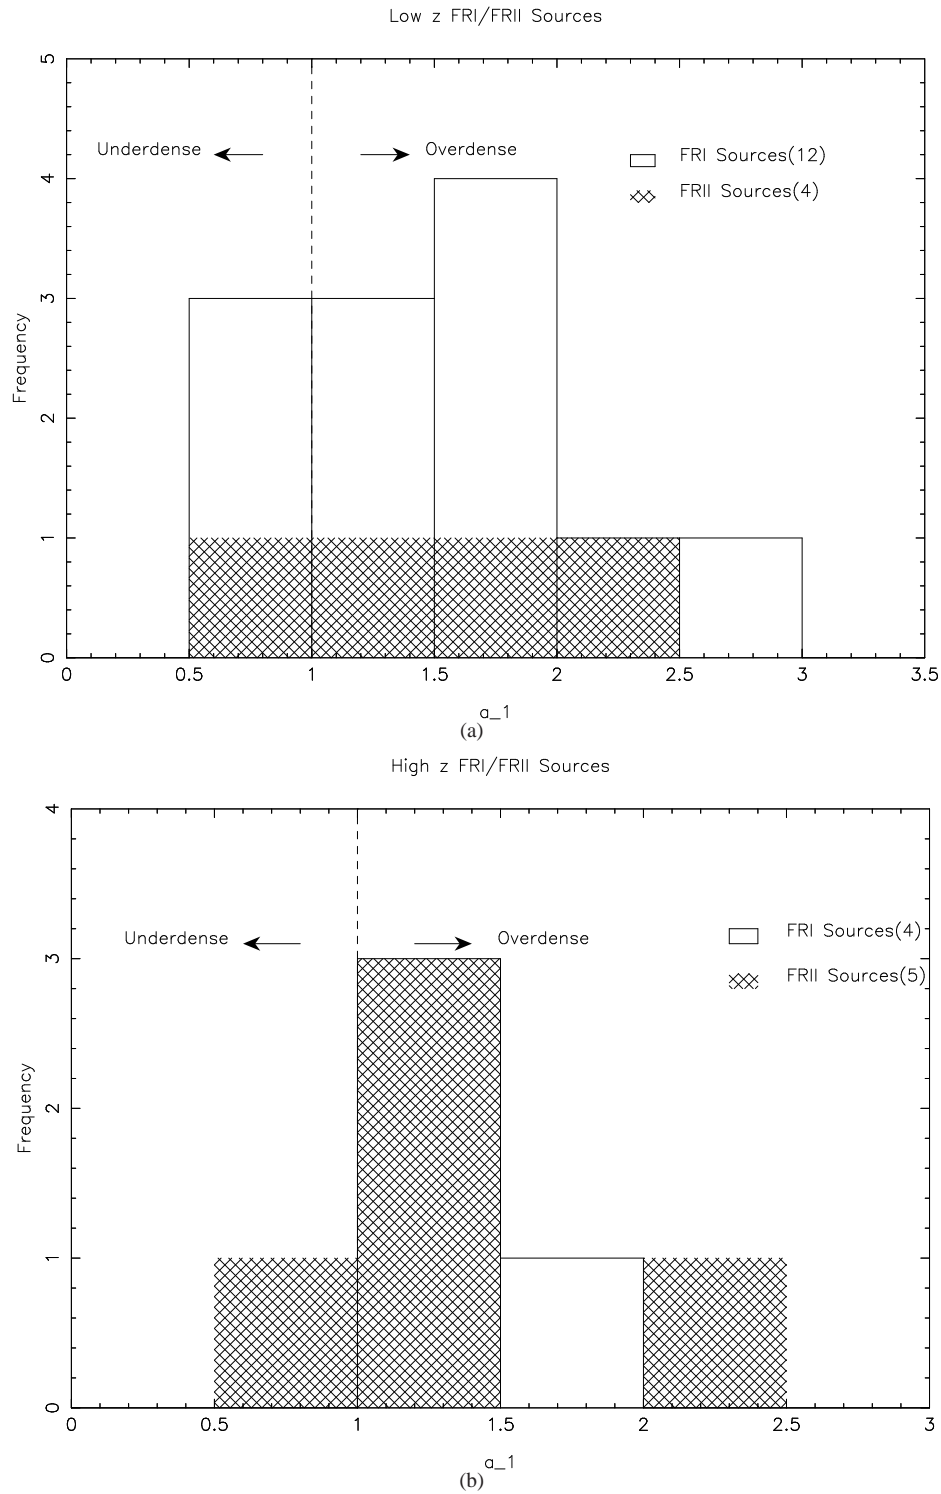 Low z FRI/FRII Sources
5
Underdense
Overdense
FRI Sources(12)
FRII Sources(4)
4
3
Frequency
2
1
0
0 0.5 1 1.5 2 2.5 3 3.5
a_1
(a)
High z FRI/FRII Sources
4
Underdense
Overdense
FRI Sources(4)
FRII Sources(5)
3
Frequency
2
1
0
0 0.5 1 1.5 2 2.5 3
a_1
(b)